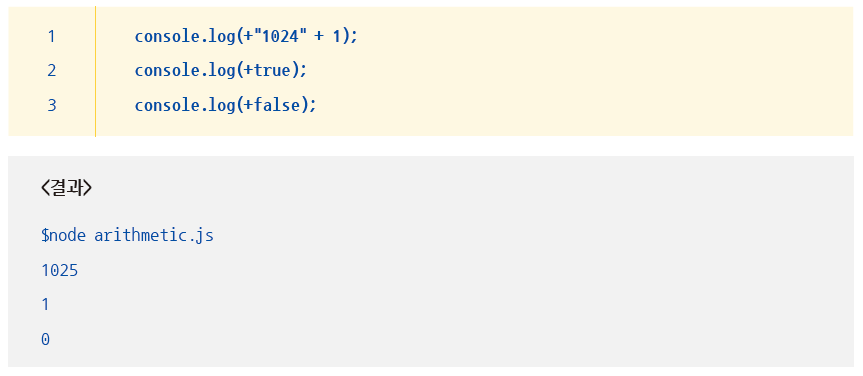 1 console.log(+"1024" + 1);
2 console.log(+true);
3 console.log(+false);
<결과>
$node arithmetic.js
1025
1
0